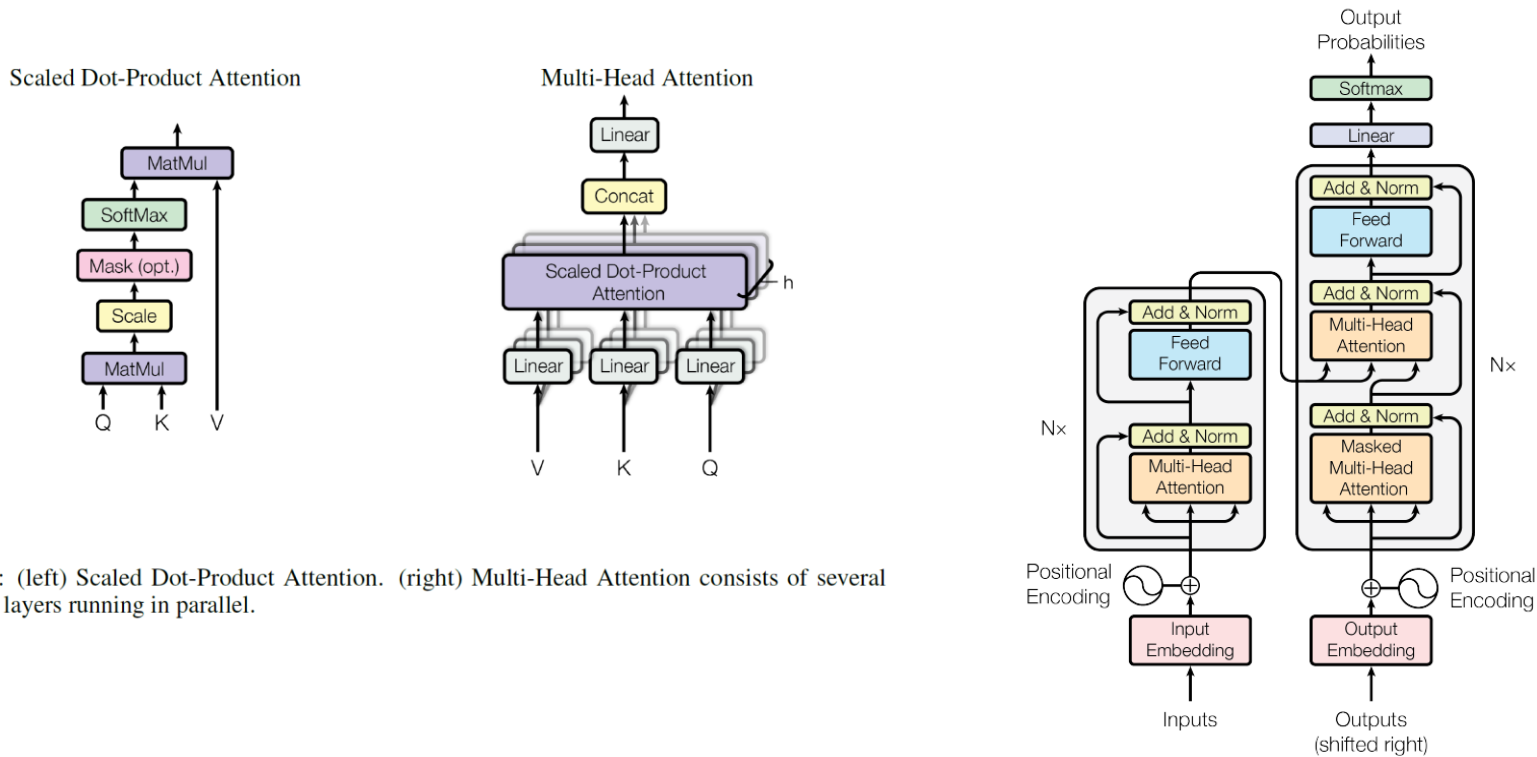 Scaled Dot-Product Attention
MatMul
SoftMax
Mask (opt.)
Scale
MatMul
Q K V
Multi-Head Attention
Linear
Concat
Scaled Dot-Product
Attention
h
Linear Linear Linear
V K Q
: (left) Scaled Dot-Product Attention. (right) Multi-Head Attention consists of several
layers running in parallel.
Output
Probabilities
Softmax
Linear
Add & Norm
Feed
Forward
Add & Norm
Multi-Head
Attention
Nx
Add & Norm
Masked
Multi-Head
Attention
Add & Norm
Feed
Forward
Nx
Add & Norm
Multi-Head
Attention
Positional
Encoding
Positional
Encoding
Input
Embedding
Output
Embedding
Inputs
Outputs
(shifted right)